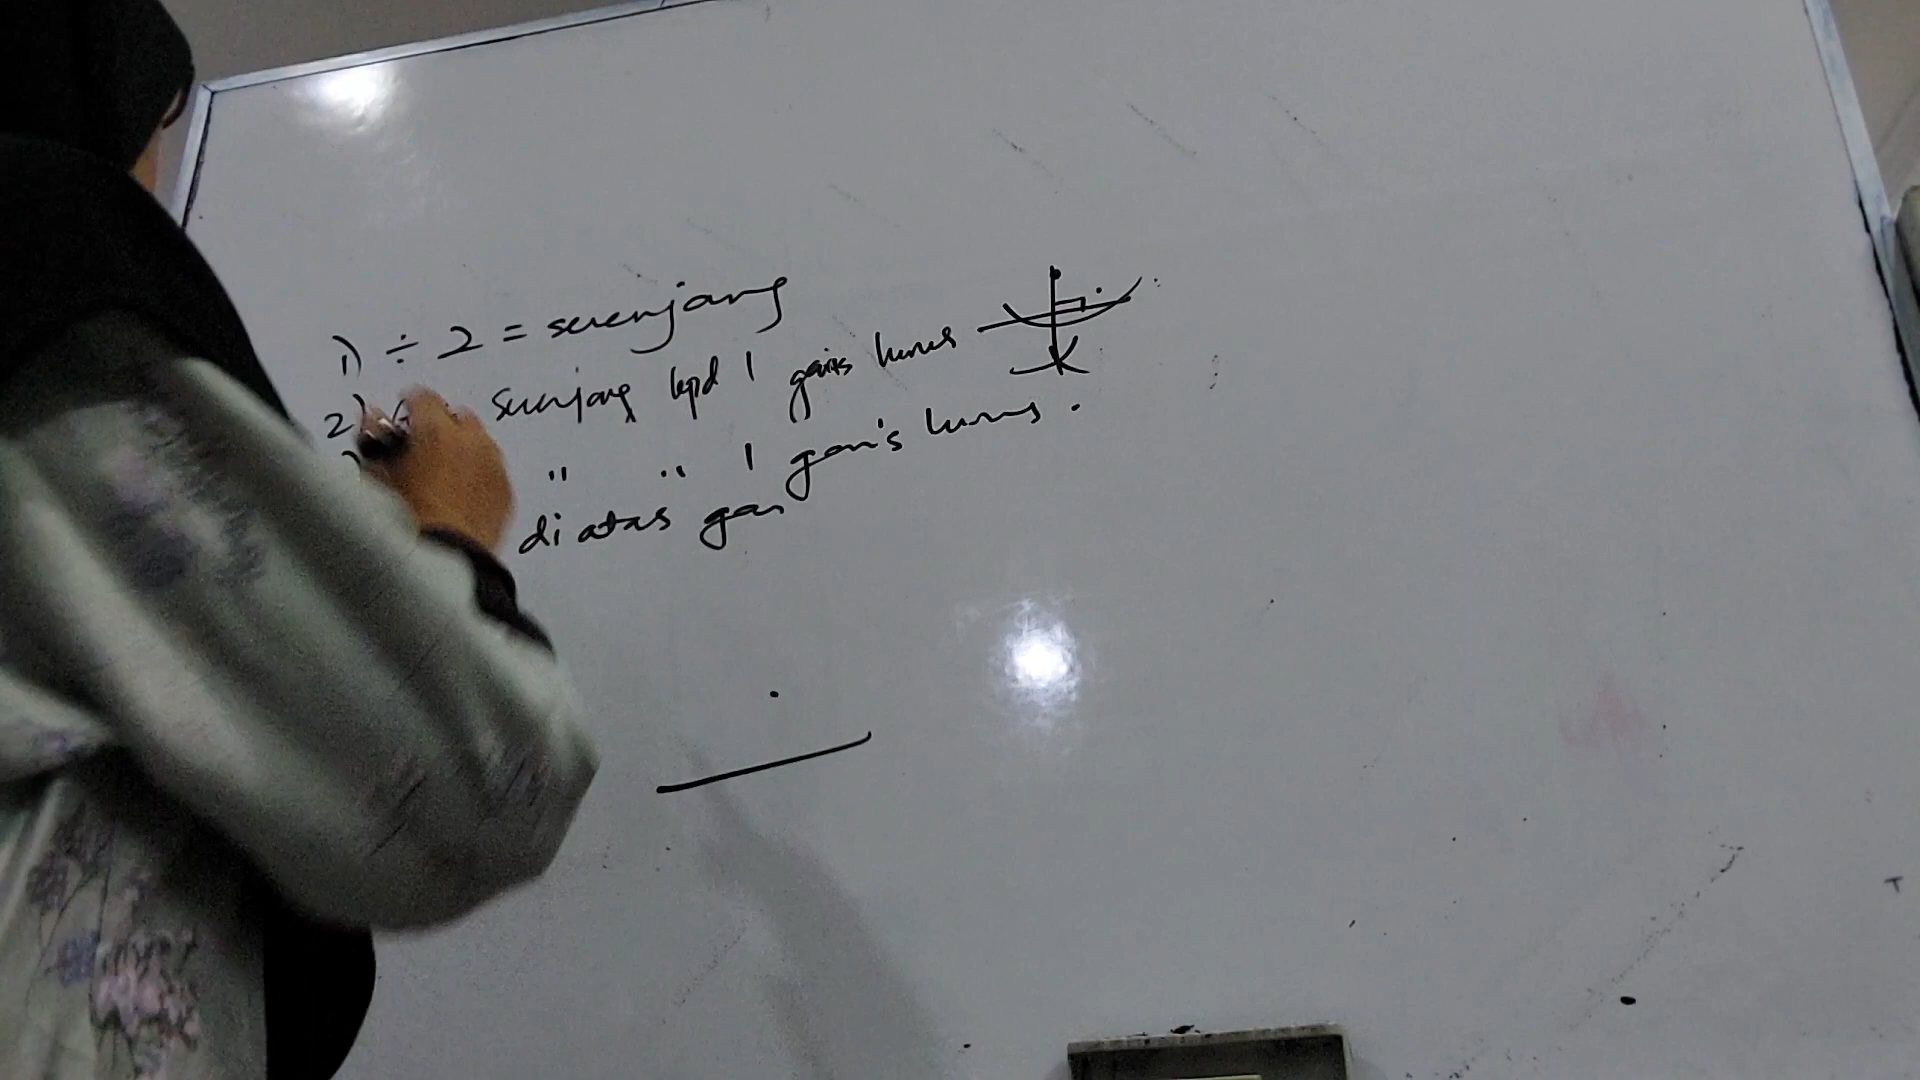 1) ÷ 2 = serenjang
2) serenjang kpd 1 garis lurus
" " 1 garis lurus.
di atas gar